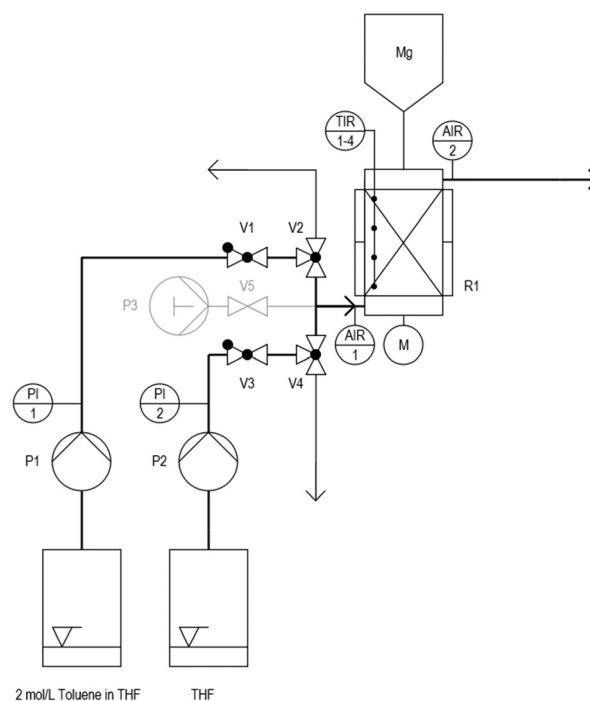 Mg
TIR
1-4
AIR
2
V1
V2
P3
V5
R1
AIR
1
M
V3
V4
PI
1
PI
2
P1
P2
2 mol/L Toluene in THF
THF